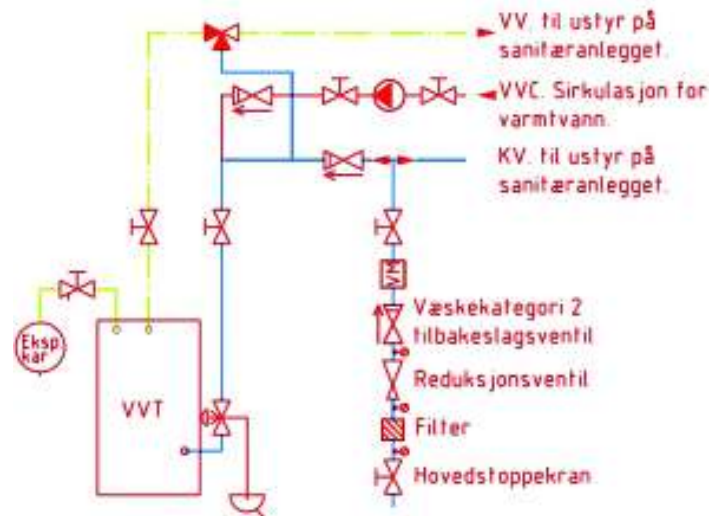 VV. til ustyr på
sanitæranlegget.
VVC. Sirkulasjon for
varmtvann.
KV. til ustyr på
sanitæranlegget.
VM
Væskekategori 2
tilbakeslagsventil
Eksp
kar
Reduksjonsventil
VVT
Filter
Hovedstoppekran